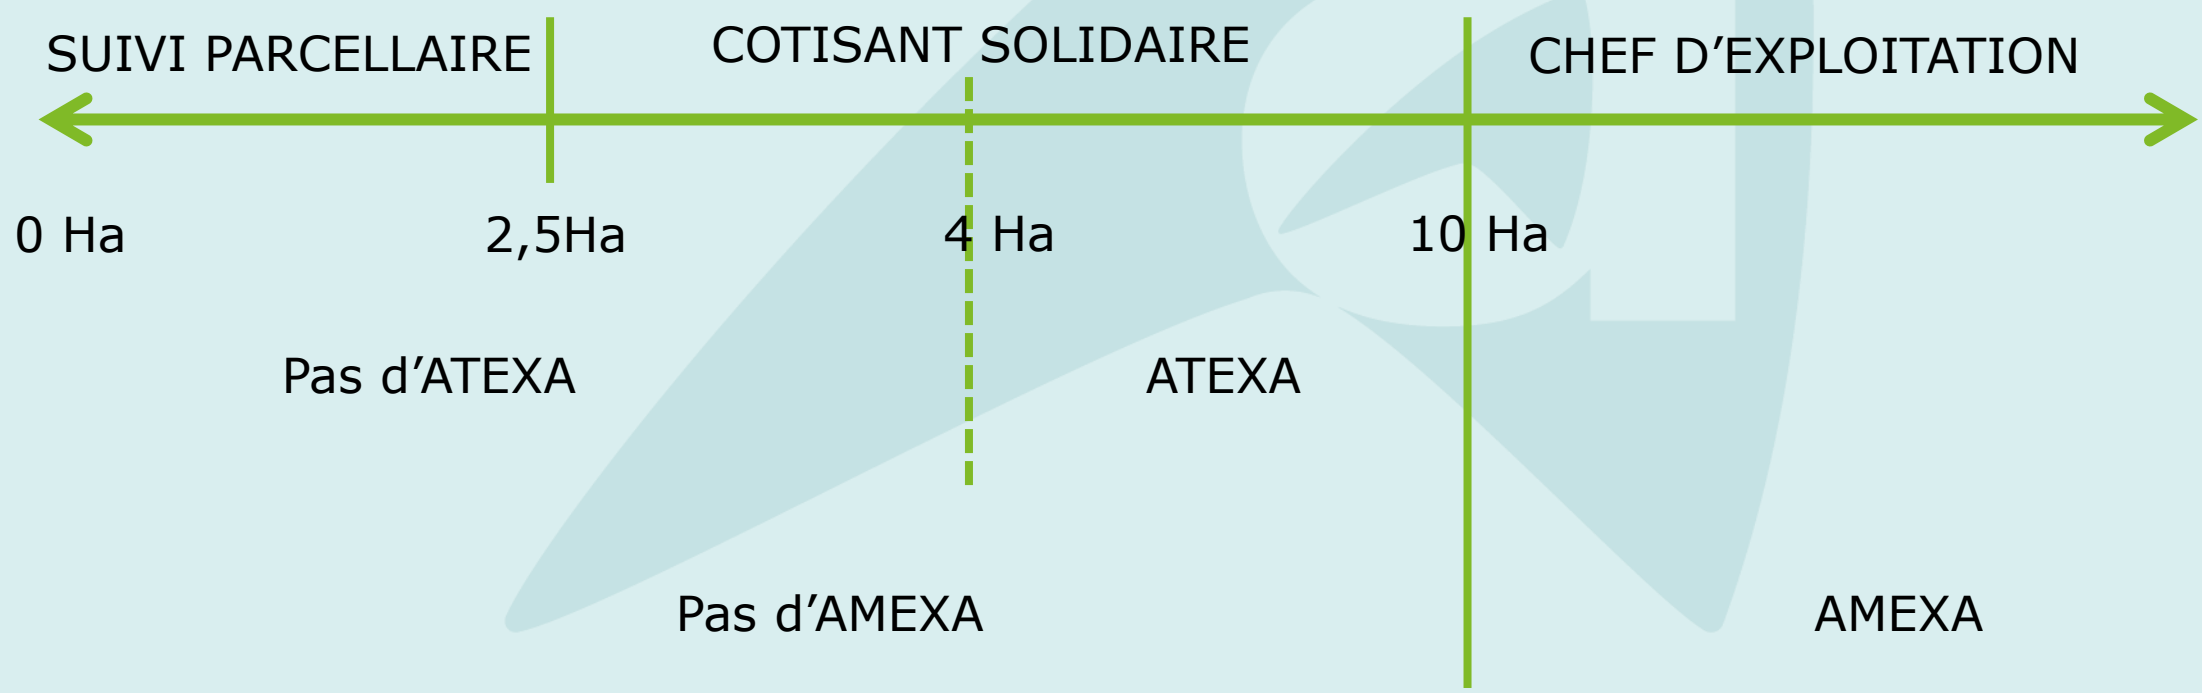 SUIVI PARCELLAIRE
COTISANT SOLIDAIRE
CHEF D’EXPLOITATION
0 Ha
2,5Ha
4 Ha
10 Ha
Pas d’ATEXA
ATEXA
Pas d’AMEXA
AMEXA